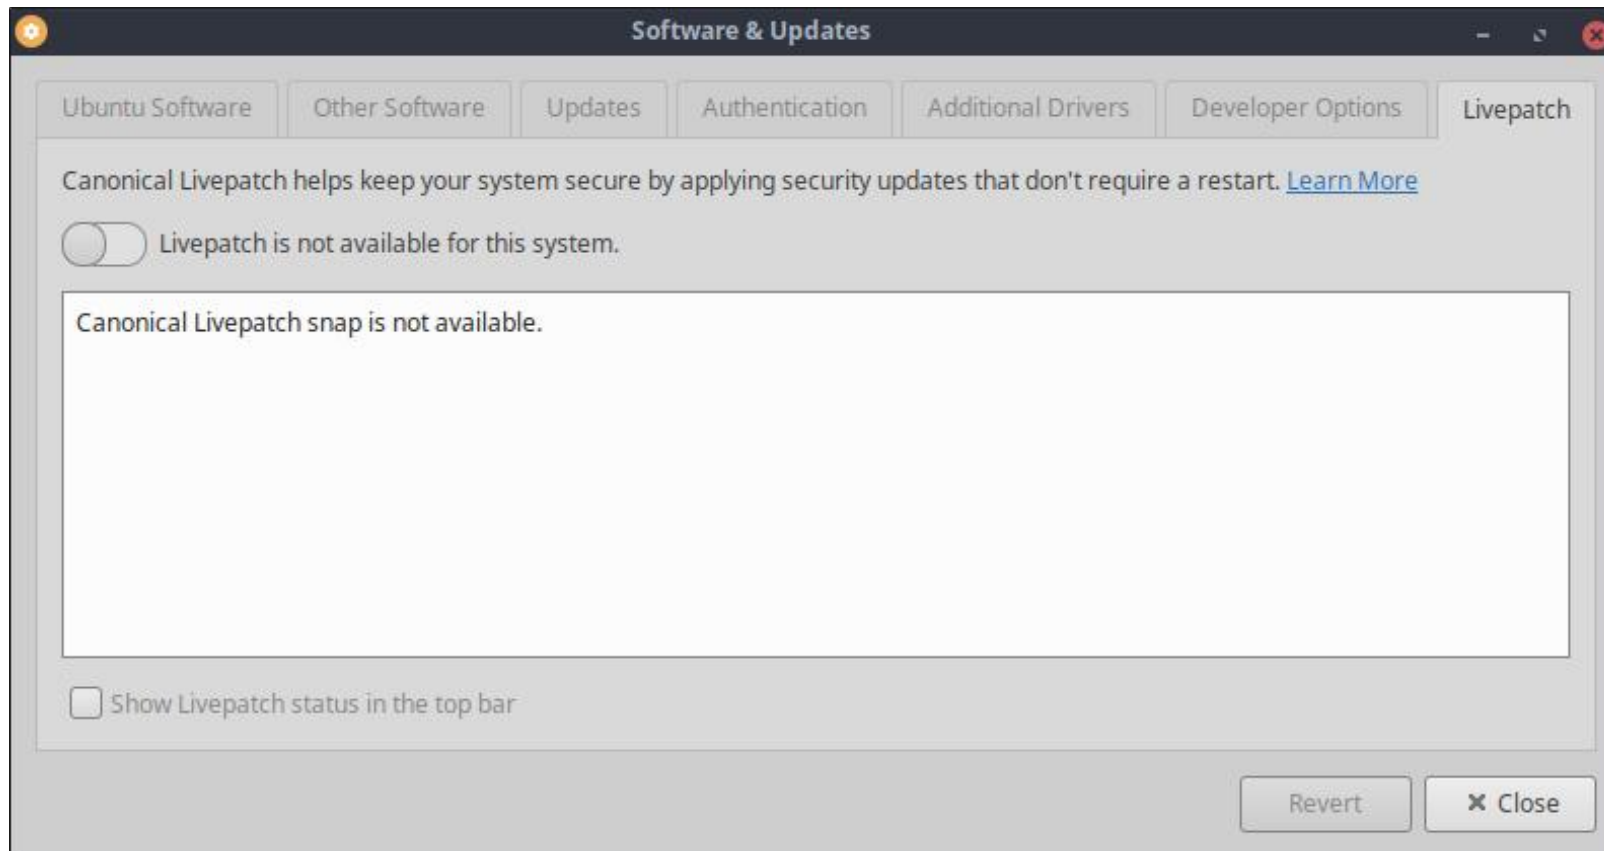 Software & Updates
Ubuntu Software
Other Software
Updates
Authentication
Additional Drivers
Developer Options
Livepatch
Canonical Livepatch helps keep your system secure by applying security updates that don't require a restart. Learn More
Livepatch is not available for this system.
Canonical Livepatch snap is not available.
Show Livepatch status in the top bar
Revert
Close